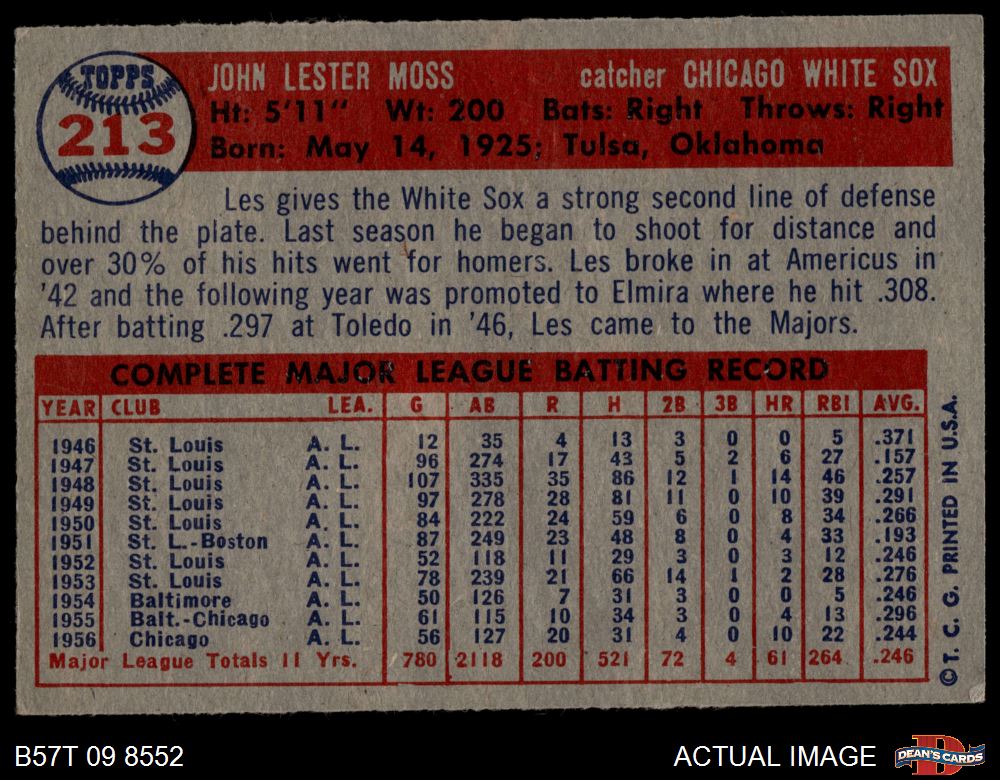 TOPPS
213
JOHN LESTER MOSS catcher CHICAGO WHITE SOX
Ht: 5'11" Wt: 200 Bats: Right Throws: Right
Born: May 14, 1925; Tulsa, Oklahoma
Les gives the White Sox a strong second line of defense
behind the plate. Last season he began to shoot for distance and
over 30% of his hits went for homers. Les broke in at Americus in
'42 and the following year was promoted to Elmira where he hit .308.
After batting .297 at Toledo in '46, Les came to the Majors.
COMPLETE MAJOR LEAGUE BATTING RECORD
YEAR CLUB LEA. G AB R H 2B 3B HR RBI AVG.
1946 St. Louis A. L. 12 35 4 13 3 0 0 5 .371
1947 St. Louis A. L. 96 274 17 43 5 2 6 27 .157
1948 St. Louis A. L. 107 335 35 86 12 1 14 46 .257
1949 St. Louis A. L. 97 278 28 81 11 0 10 39 .291
1950 St. Louis A. L. 84 222 24 59 6 0 8 34 .266
1951 St. L.-Boston A. L. 87 249 23 48 8 0 4 33 .193
1952 St. Louis A. L. 52 118 11 29 3 0 3 12 .246
1953 St. Louis A. L. 78 239 21 66 14 1 2 28 .276
1954 Baltimore A. L. 50 126 7 31 3 0 0 5 .246
1955 Balt.-Chicago A. L. 61 115 10 34 3 0 4 13 .296
1956 Chicago A. L. 56 127 20 31 4 0 10 22 .244
Major League Totals 11 Yrs. 780 2118 200 521 72 4 61 264 .246
©T. C. G. PRINTED IN U.S.A.
B57T 09 8552 ACTUAL IMAGE DEAN'S CARDS